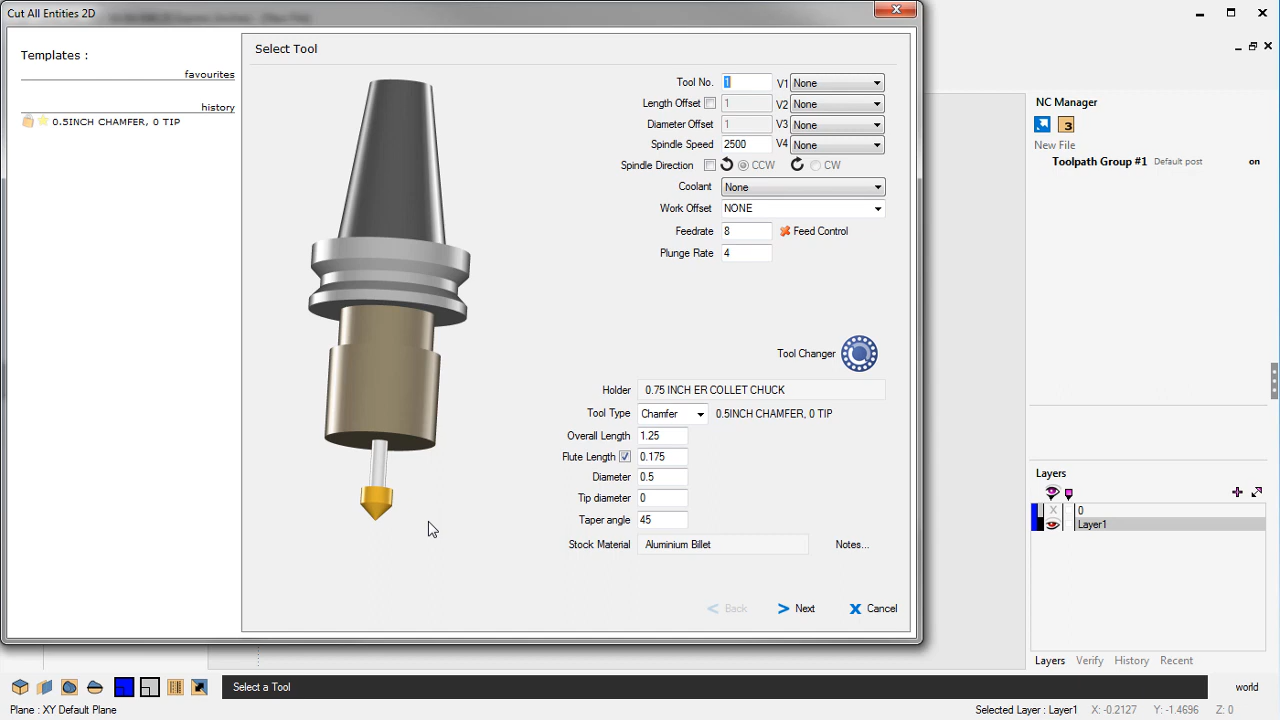 Cut All Entities 2D
Templates :
favourites
history
0.5INCH CHAMFER, 0 TIP
Select Tool
Tool No. 1 V1 None
Length Offset 1 V2 None
Diameter Offset 1 V3 None
Spindle Speed 2500 V4 None
Spindle Direction CCW CW
Coolant None
Work Offset NONE
Feedrate 8 Feed Control
Plunge Rate 4
Tool Changer
Holder 0.75 INCH ER COLLET CHUCK
Tool Type Chamfer 0.5INCH CHAMFER, 0 TIP
Overall Length 1.25
Flute Length 0.175
Diameter 0.5
Tip diameter 0
Taper angle 45
Stock Material Aluminium Billet Notes...
< Back > Next X Cancel
NC Manager
3
New File
Toolpath Group #1 Default post on
Layers
X 0
Layer1
Layers Verify History Recent
Select a Tool world
Plane : XY Default Plane Selected Layer : Layer1 X: -0.2127 Y: -1.4696 Z: 0